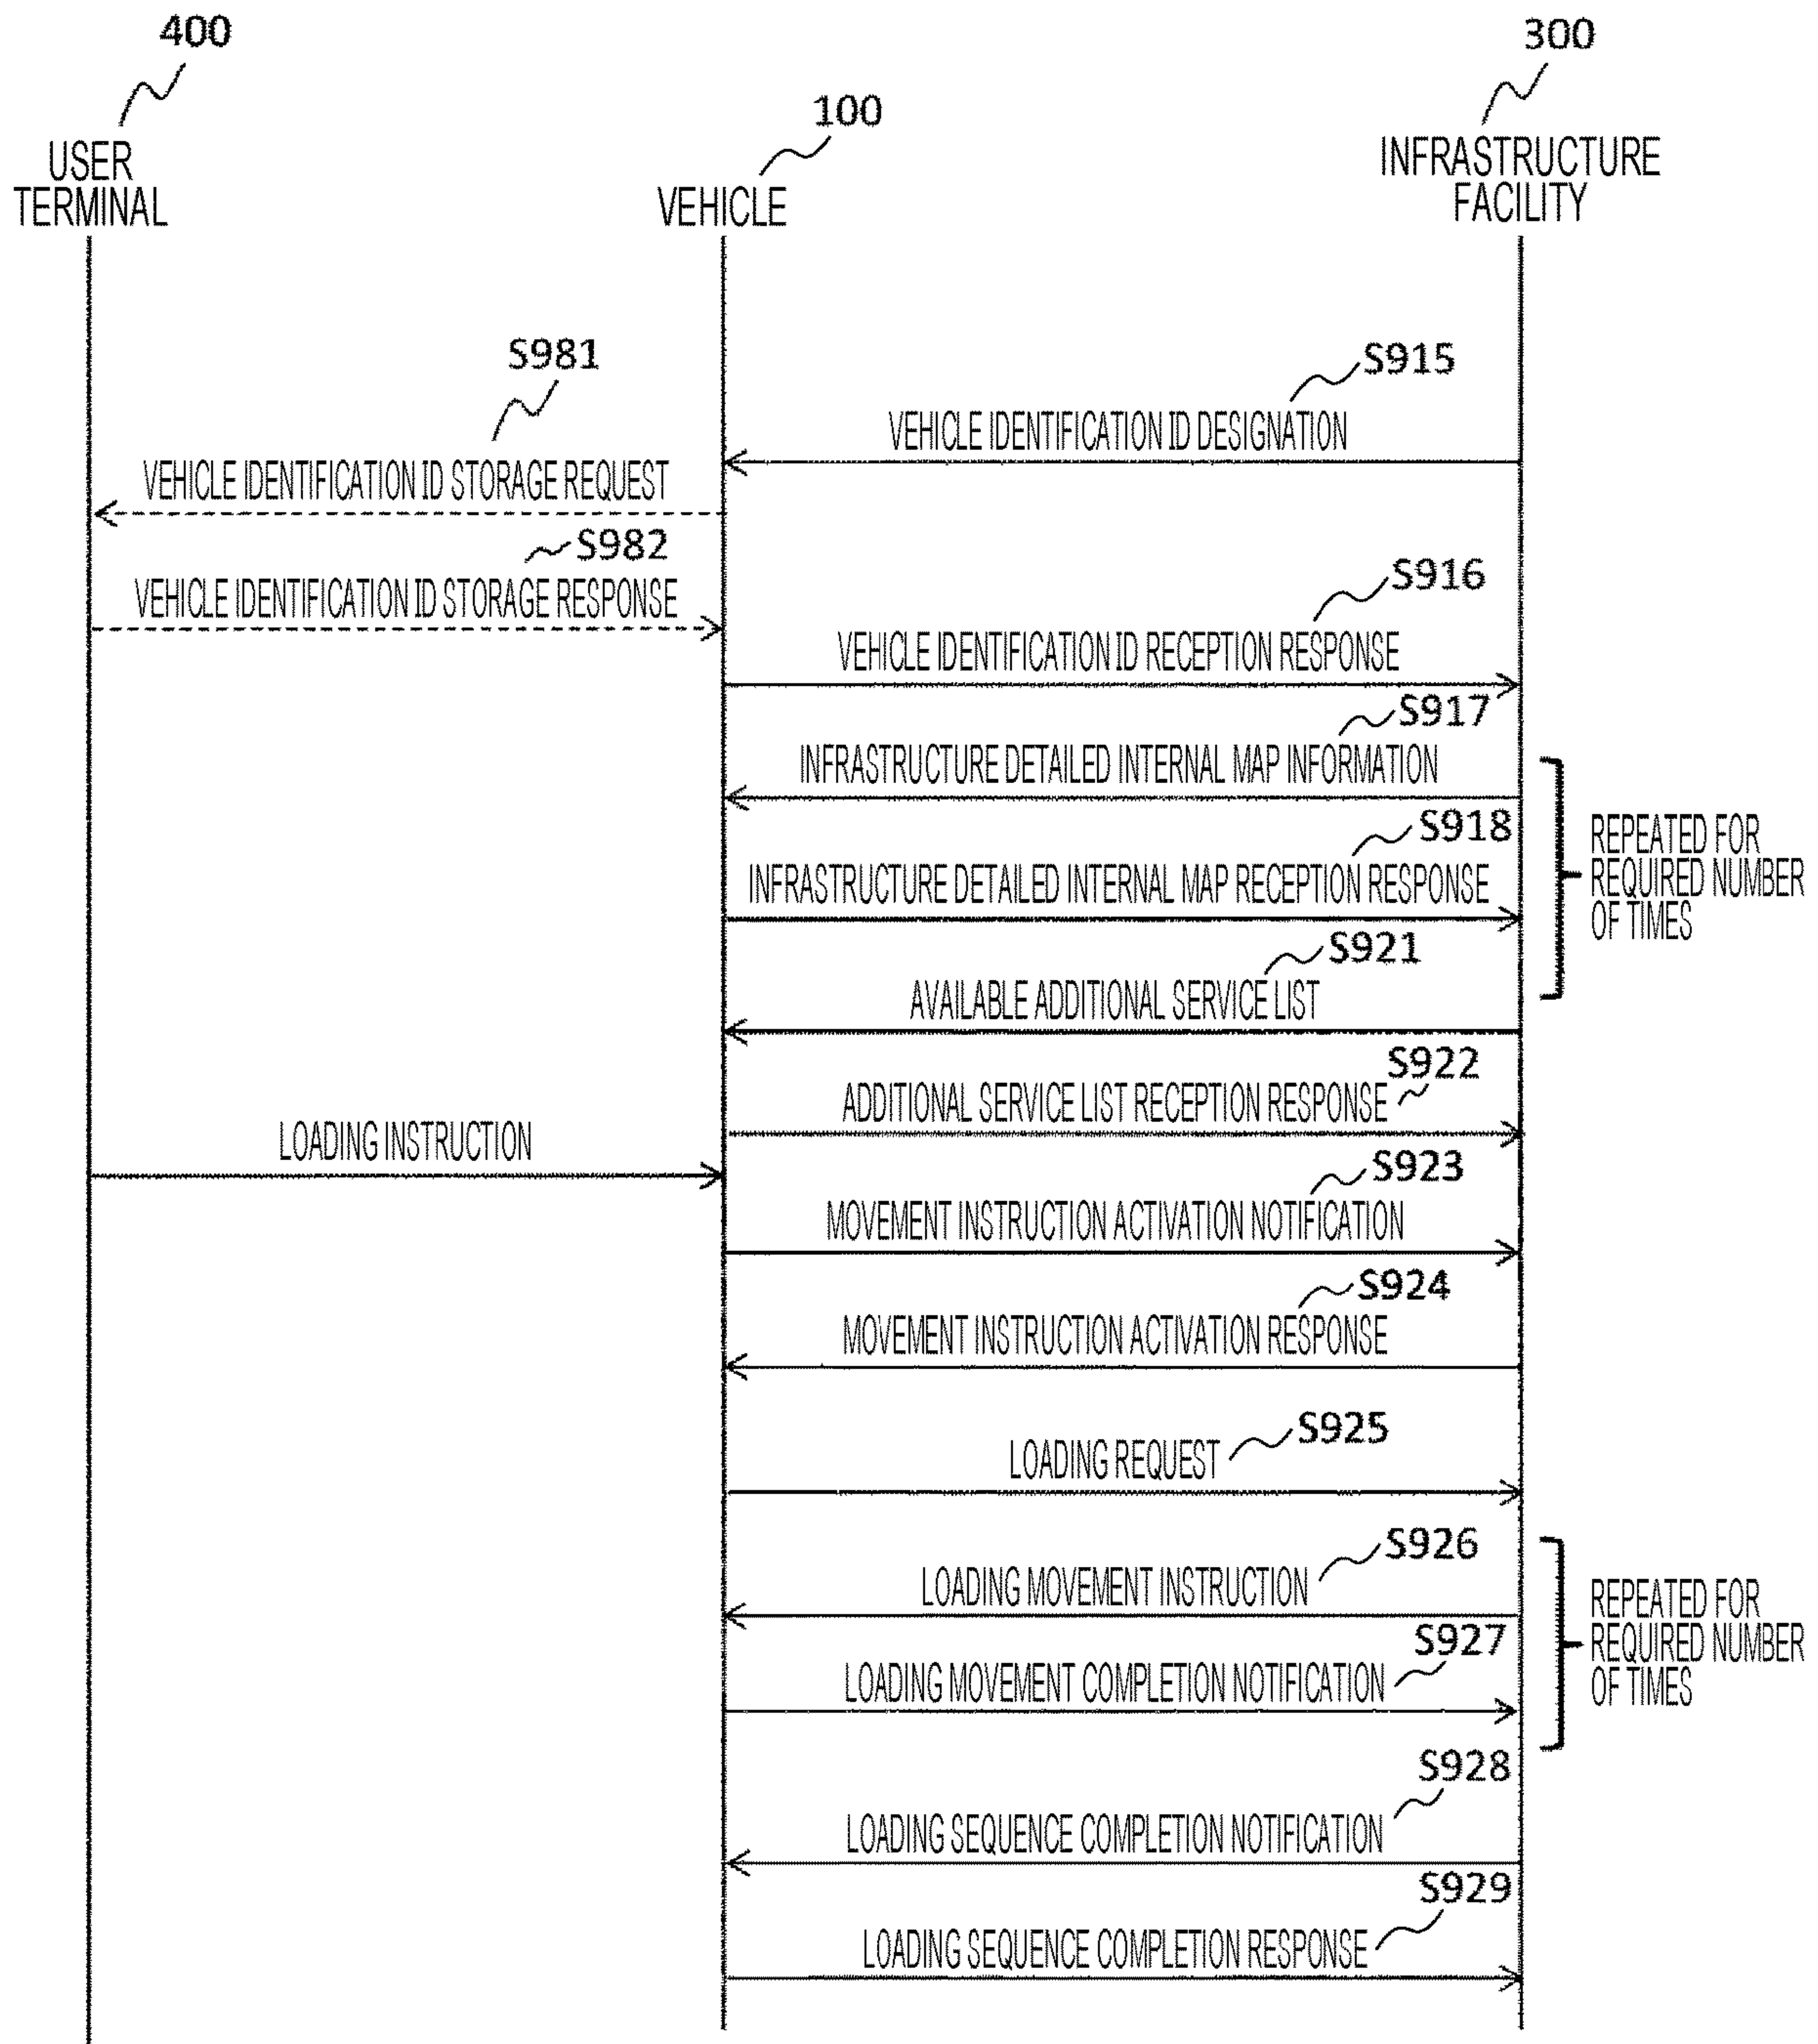 400
300
100
USER
TERMINAL
VEHICLE
INFRASTRUCTURE
FACILITY
S915
VEHICLE IDENTIFICATION ID DESIGNATION
S981
VEHICLE IDENTIFICATION ID STORAGE REQUEST
S982
VEHICLE IDENTIFICATION ID STORAGE RESPONSE
S916
VEHICLE IDENTIFICATION ID RECEPTION RESPONSE
S917
INFRASTRUCTURE DETAILED INTERNAL MAP INFORMATION
S918
INFRASTRUCTURE DETAILED INTERNAL MAP RECEPTION RESPONSE
REPEATED FOR
REQUIRED NUMBER
OF TIMES
S921
AVAILABLE ADDITIONAL SERVICE LIST
S922
ADDITIONAL SERVICE LIST RECEPTION RESPONSE
LOADING INSTRUCTION
S923
MOVEMENT INSTRUCTION ACTIVATION NOTIFICATION
S924
MOVEMENT INSTRUCTION ACTIVATION RESPONSE
S925
LOADING REQUEST
S926
LOADING MOVEMENT INSTRUCTION
S927
LOADING MOVEMENT COMPLETION NOTIFICATION
REPEATED FOR
REQUIRED NUMBER
OF TIMES
S928
LOADING SEQUENCE COMPLETION NOTIFICATION
S929
LOADING SEQUENCE COMPLETION RESPONSE